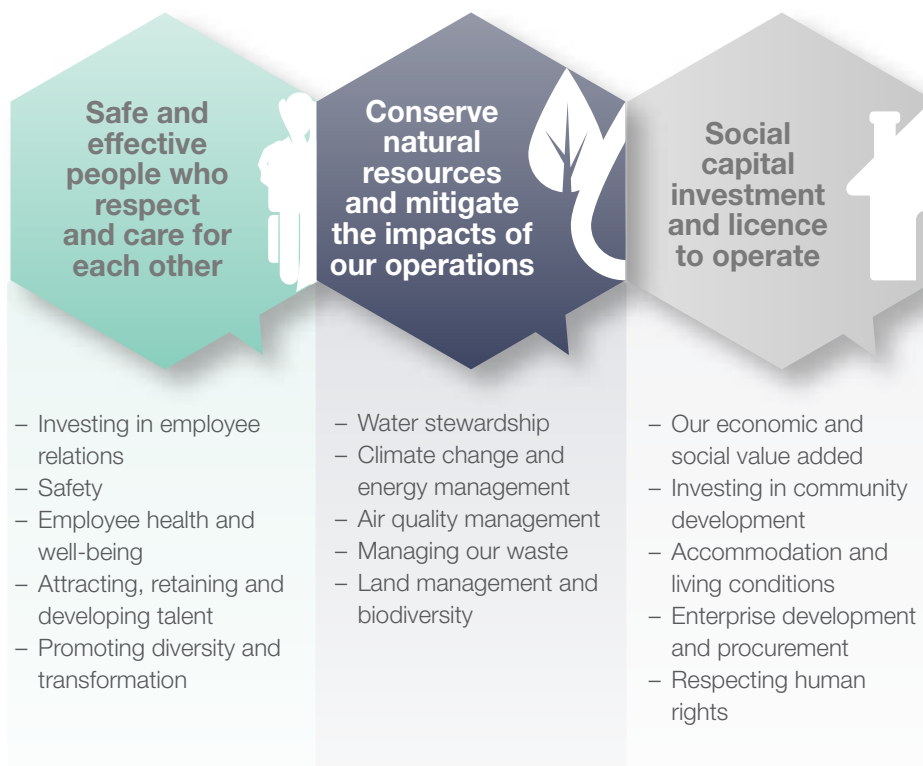 Safe and
effective
people who
respect
and care for
each other
– Investing in employee
relations
– Safety
– Employee health and
well-being
– Attracting, retaining and
developing talent
– Promoting diversity and
transformation
Conserve
natural
resources
and mitigate
the impacts of
our operations
– Water stewardship
– Climate change and
energy management
– Air quality management
– Managing our waste
– Land management and
biodiversity
Social
capital
investment
and licence
to operate
– Our economic and
social value added
– Investing in community
development
– Accommodation and
living conditions
– Enterprise development
and procurement
– Respecting human
rights